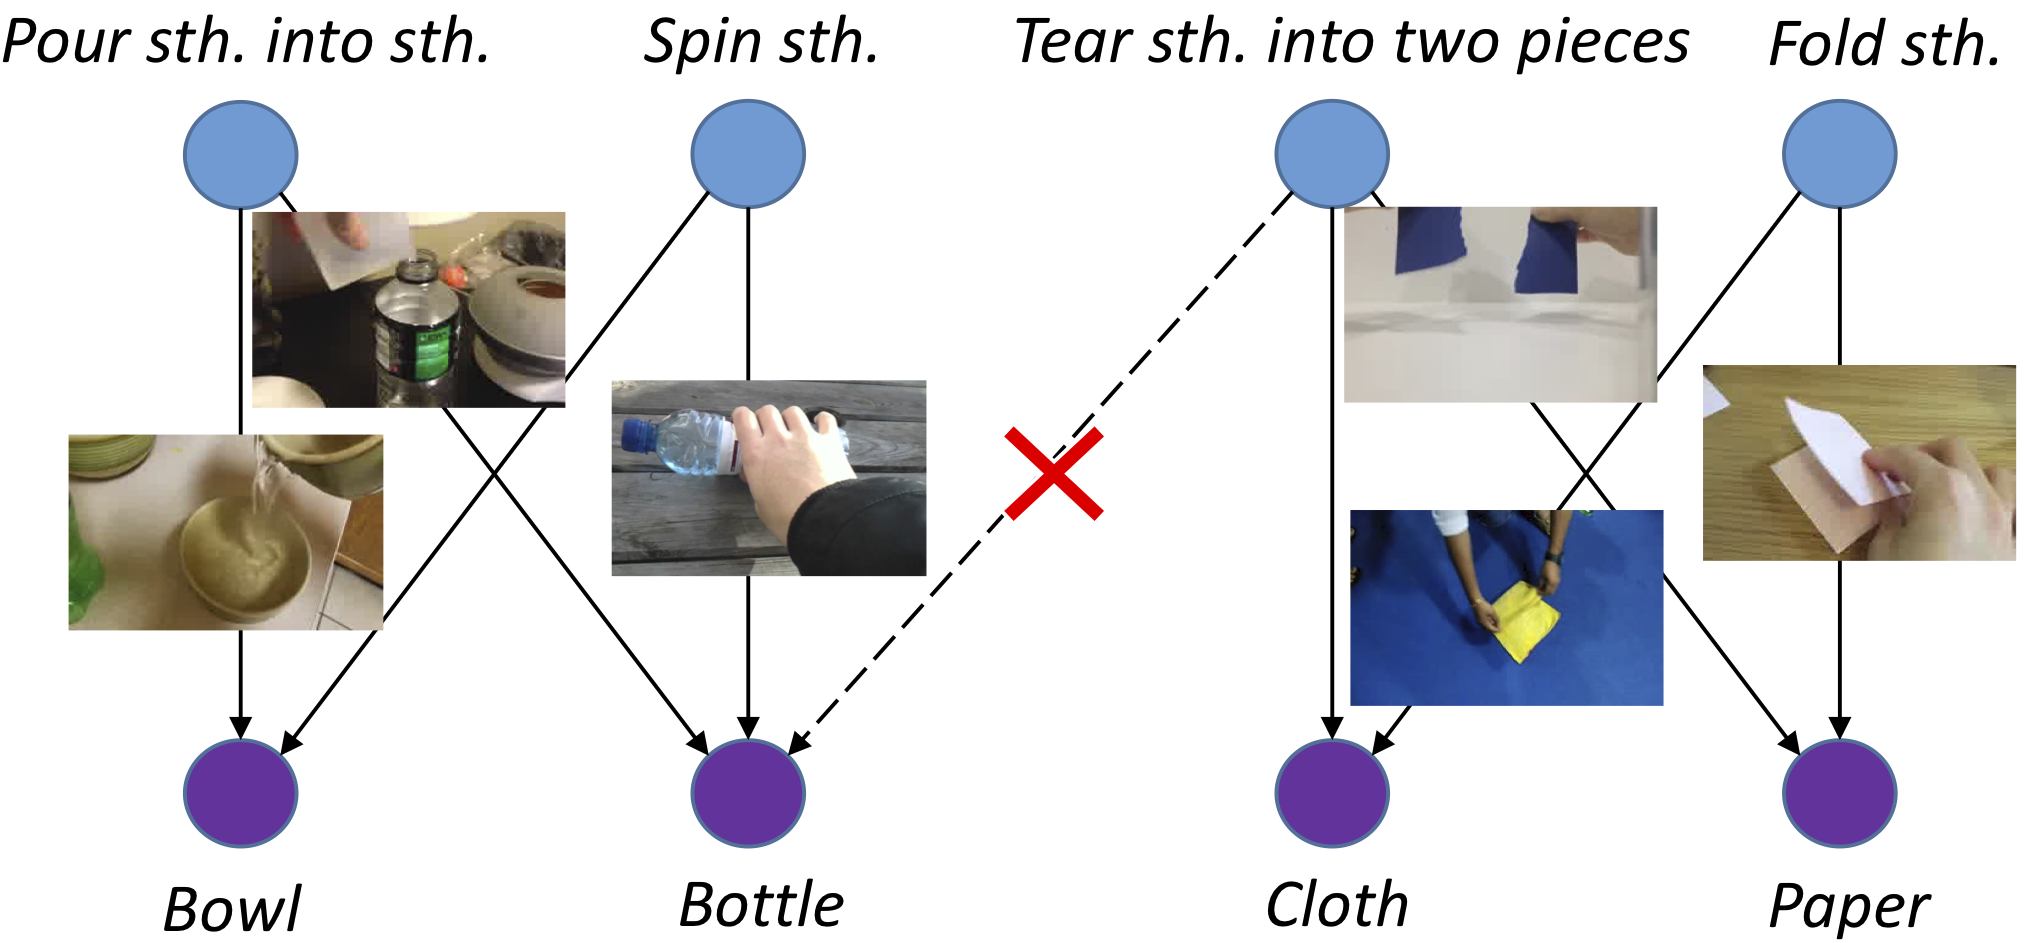 Pour sth. into sth.
Spin sth.
Tear sth. into two pieces
Fold sth.
Bowl
Bottle
Cloth
Paper